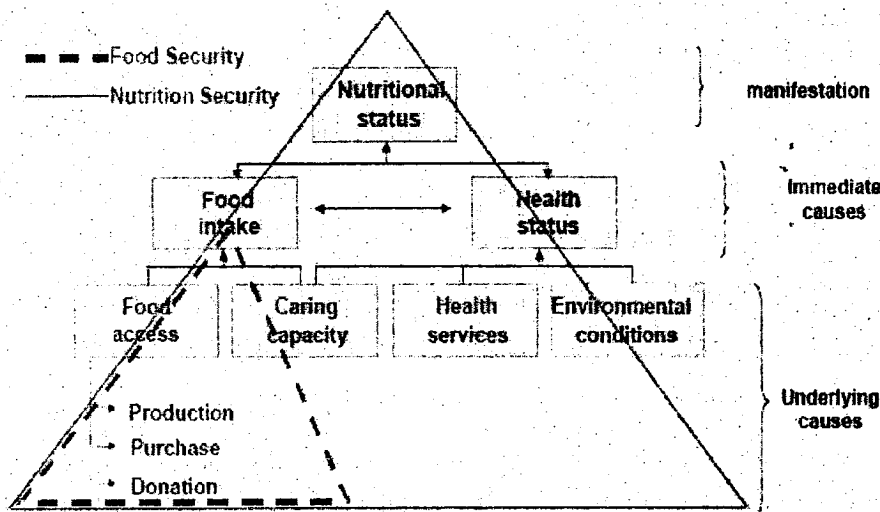 Food Security
Nutrition Security
Nutritional
status
manifestation
Food
intake
Health
status
Immediate
causes
Food
access
Caring
capacity
Health
services
Environmental
conditions
Production
Purchase
Donation
Underlying
causes